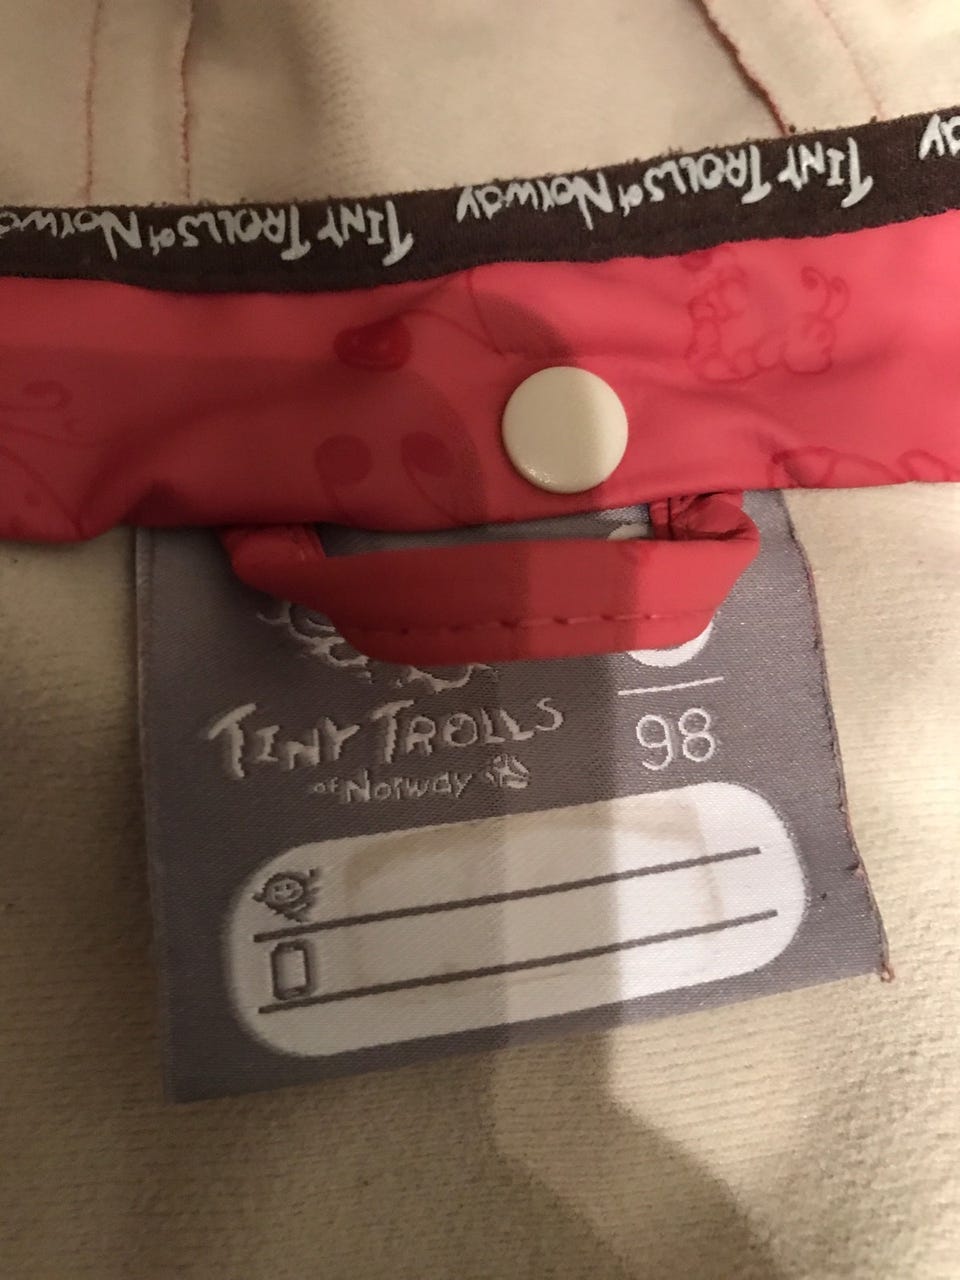 Tiny Trolls of Norway Tiny Trolls of Norway
Tiny Trolls
of Norway
98